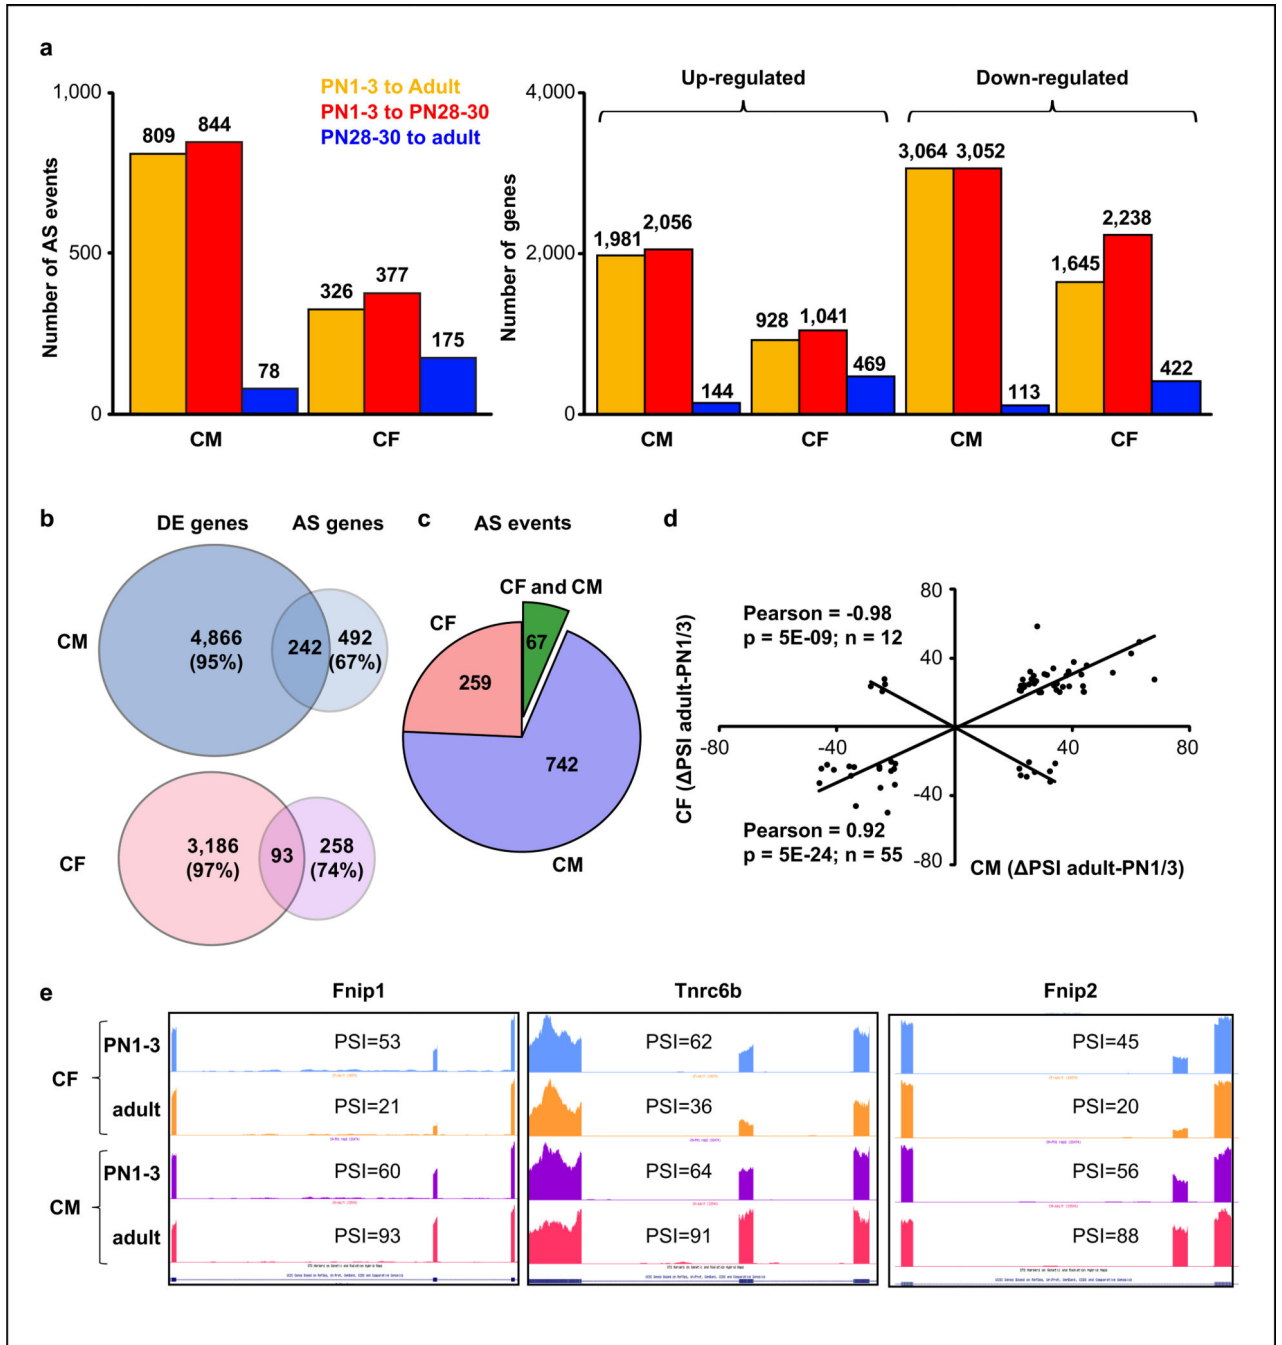 a
PN1-3 to Adult
PN1-3 to PN28-30
PN28-30 to adult
Number of AS events
1,000
500
0
809
844
78
326
377
175
CM
CF
Up-regulated
Down-regulated
Number of genes
4,000
2,000
0
1,981
2,056
144
928
1,041
469
3,064
3,052
113
1,645
2,238
422
CM
CF
CM
CF
b
DE genes
AS genes
CM
4,866
(95%)
242
492
(67%)
CF
3,186
(97%)
93
258
(74%)
c
AS events
CF and CM
CF
67
259
742
CM
d
Pearson = -0.98
p = 5E-09; n = 12
Pearson = 0.92
p = 5E-24; n = 55
CF (ΔPSI adult-PN1/3)
CM (ΔPSI adult-PN1/3)
80
40
-40
-80
-80
-40
40
80
e
Fnip1
Tnrc6b
Fnip2
CF
PN1-3
PSI=53
PSI=62
PSI=45
adult
PSI=21
PSI=36
PSI=20
CM
PN1-3
PSI=60
PSI=64
PSI=56
adult
PSI=93
PSI=91
PSI=88